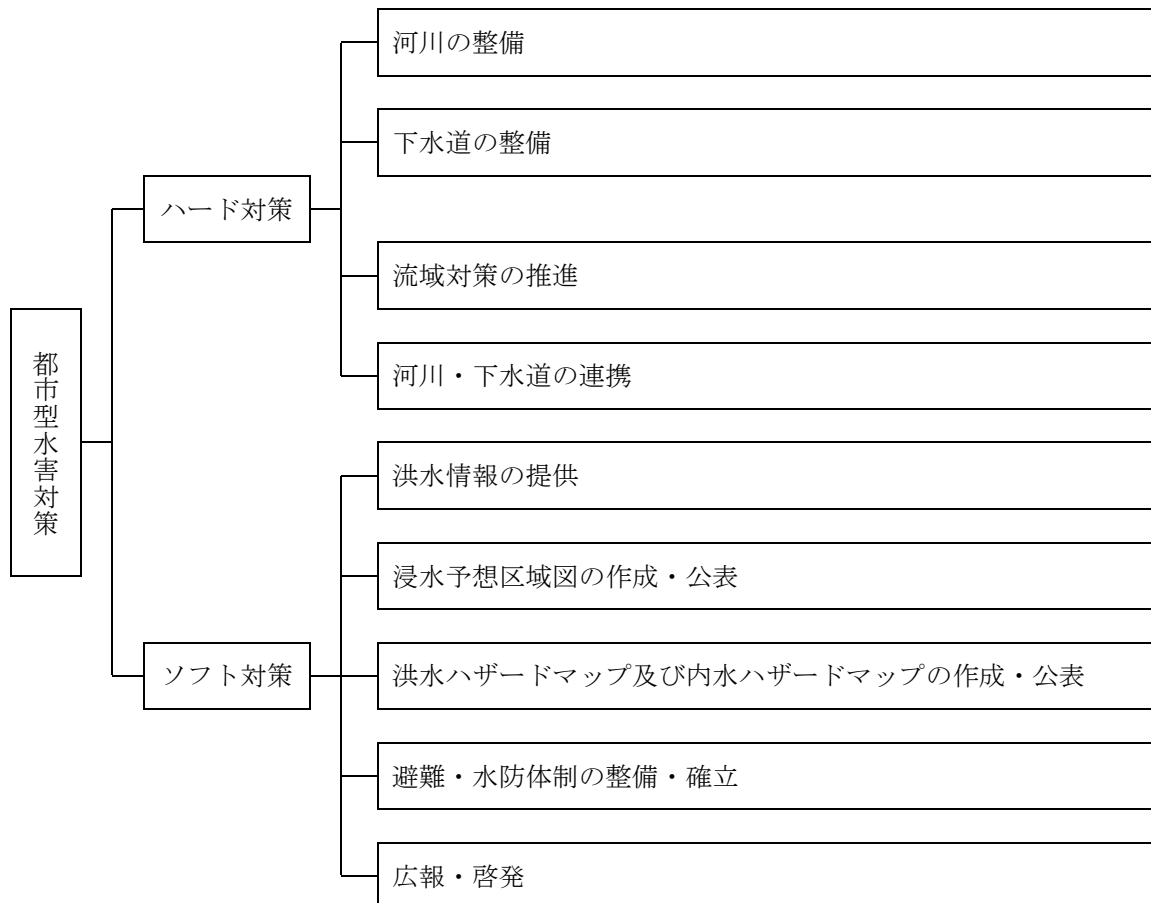 都市型水害対策
ハード対策
河川の整備
下水道の整備
流域対策の推進
河川・下水道の連携
ソフト対策
洪水情報の提供
浸水予想区域図の作成・公表
洪水ハザードマップ及び内水ハザードマップの作成・公表
避難・水防体制の整備・確立
広報・啓発